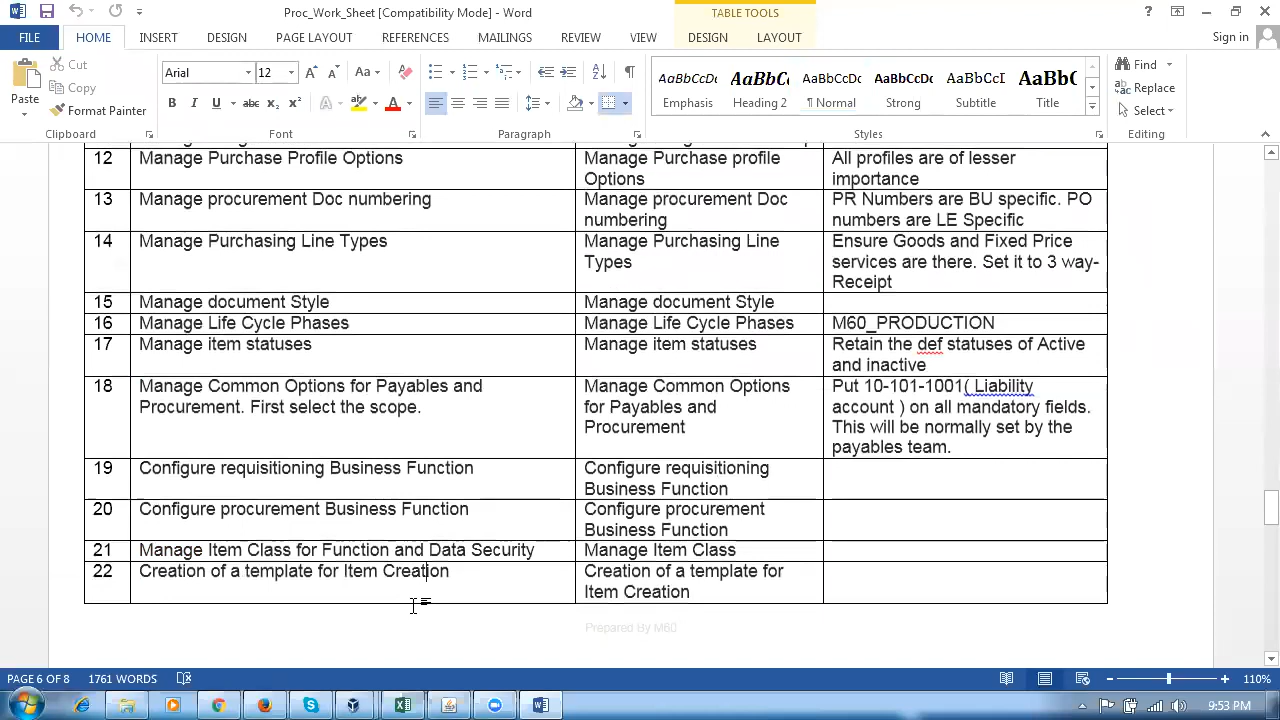 Proc_Work_Sheet [Compatibility Mode] - Word
TABLE TOOLS
FILE HOME INSERT DESIGN PAGE LAYOUT REFERENCES MAILINGS REVIEW VIEW DESIGN LAYOUT Sign in
Cut
Copy
Format Painter
Paste
Arial 12
AaBbCcDc AaBbCc AaBbCcDc AaBbCcDc AaBbCcI AaBbC
Emphasis Heading 2 ¶ Normal Strong Subtitle Title
Find
Replace
Select
Clipboard Font Paragraph Styles Editing
12 Manage Purchase Profile Options Manage Purchase profile All profiles are of lesser
Options importance
13 Manage procurement Doc numbering Manage procurement Doc PR Numbers are BU specific. PO
numbering numbers are LE Specific
14 Manage Purchasing Line Types Manage Purchasing Line Ensure Goods and Fixed Price
Types services are there. Set it to 3 way-
Receipt
15 Manage document Style Manage document Style
16 Manage Life Cycle Phases Manage Life Cycle Phases M60_PRODUCTION
17 Manage item statuses Manage item statuses Retain the def statuses of Active
and inactive
18 Manage Common Options for Payables and Manage Common Options Put 10-101-1001( Liability
Procurement. First select the scope. for Payables and account ) on all mandatory fields.
Procurement This will be normally set by the
payables team.
19 Configure requisitioning Business Function Configure requisitioning
Business Function
20 Configure procurement Business Function Configure procurement
Business Function
21 Manage Item Class for Function and Data Security Manage Item Class
22 Creation of a template for Item Creation Creation of a template for
Item Creation
Prepared By M60
PAGE 6 OF 8 1761 WORDS 110%
9:53 PM